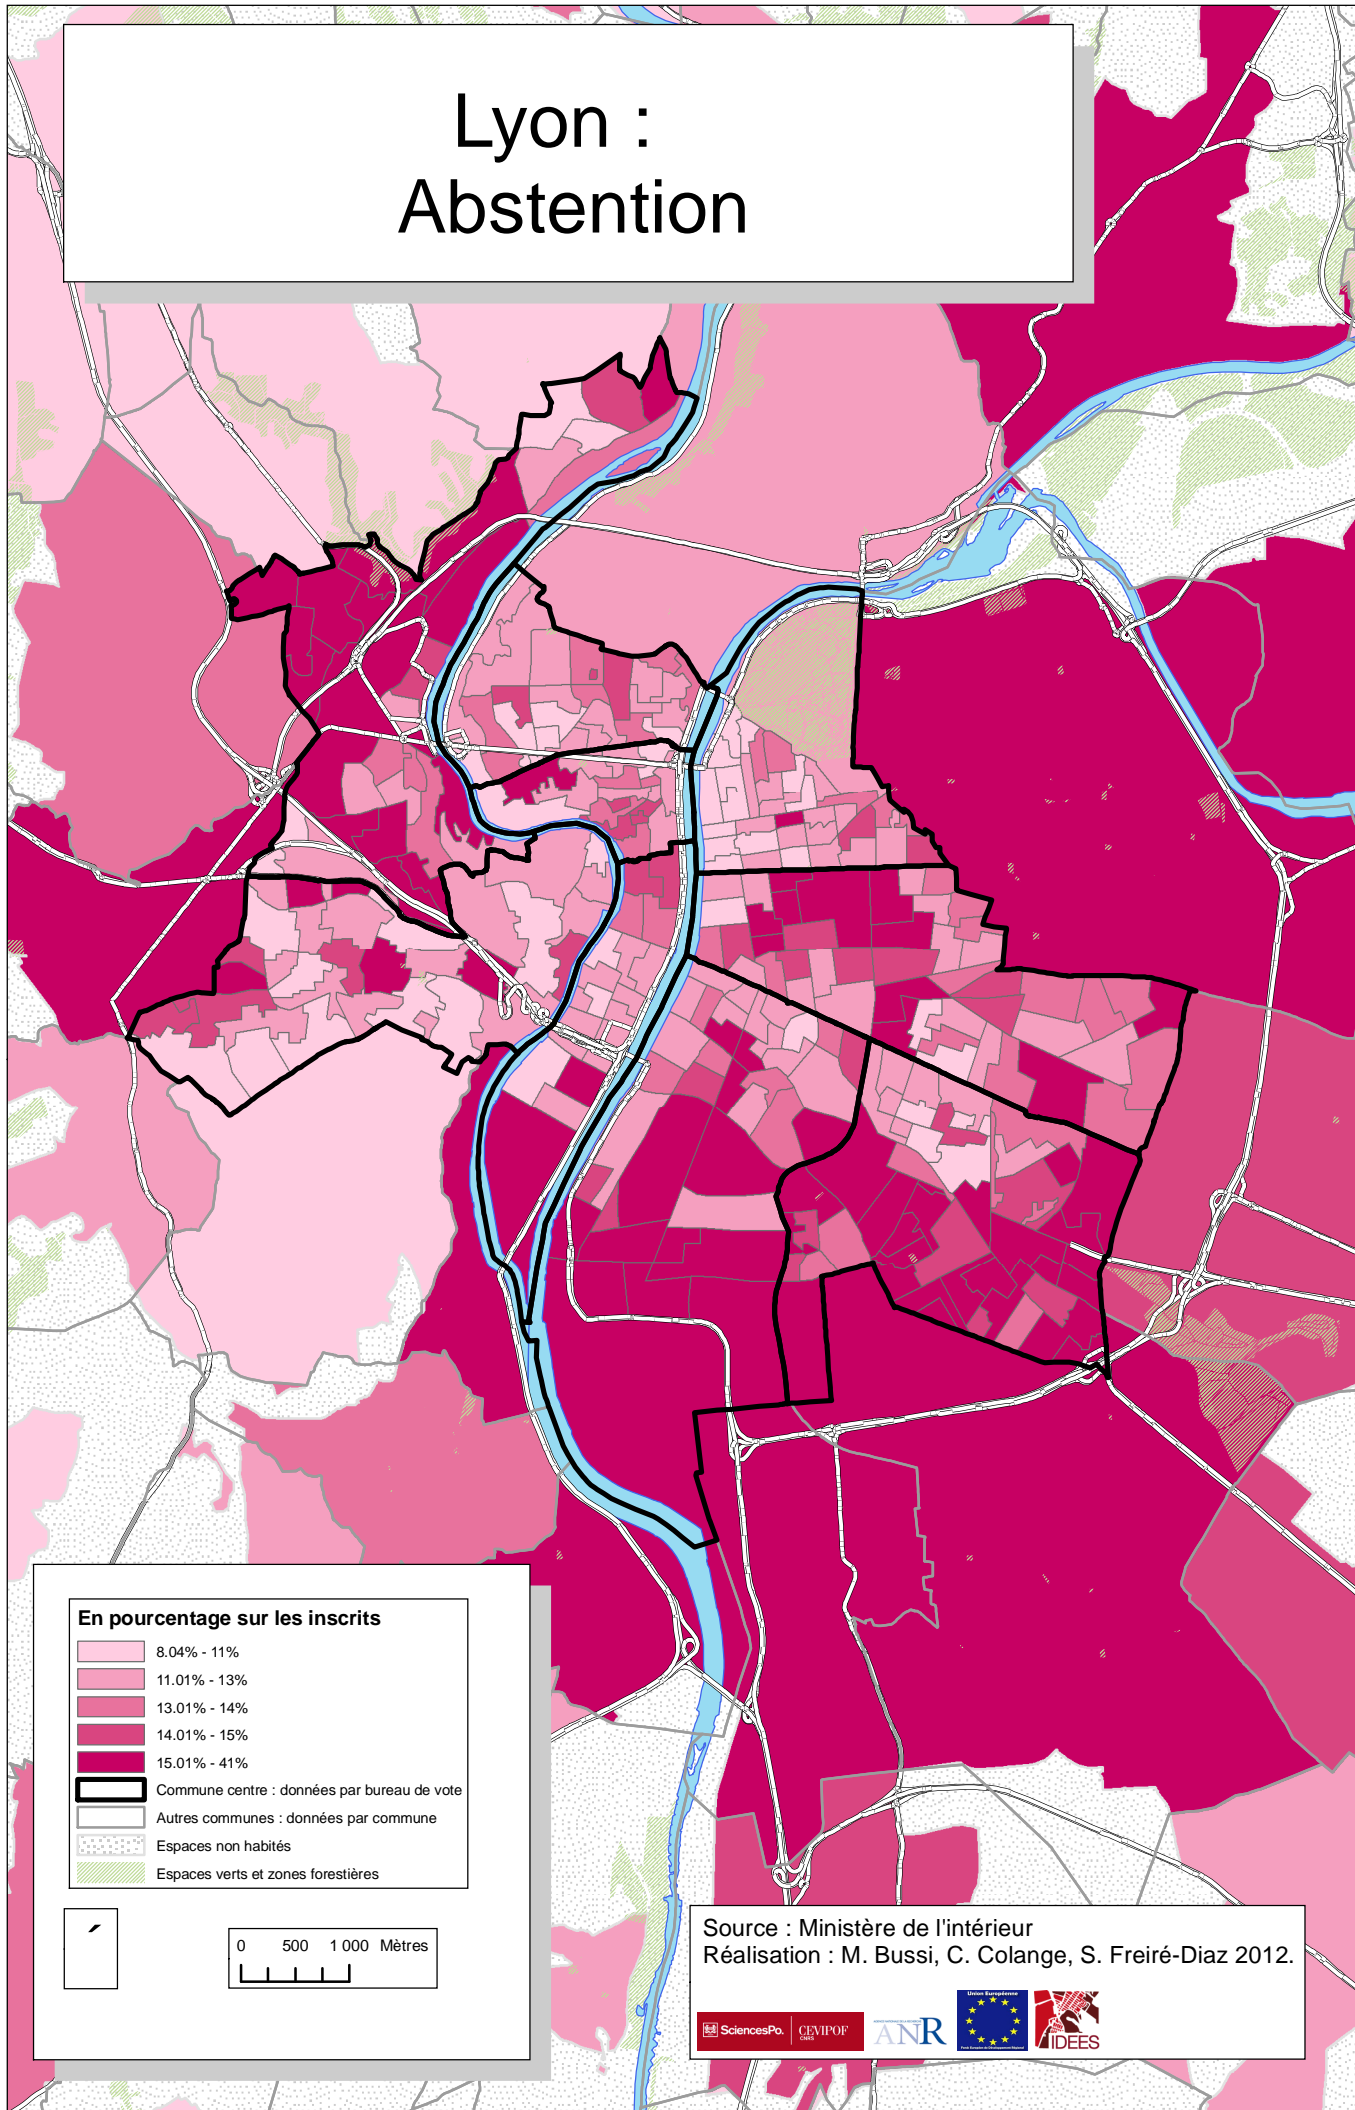 Lyon :
Abstention
En pourcentage sur les inscrits
8.04% - 11%
11.01% - 13%
13.01% - 14%
14.01% - 15%
15.01% - 41%
Commune centre : données par bureau de vote
Autres communes : données par commune
Espaces non habités
Espaces verts et zones forestières
0 500 1 000 Mètres
Source : Ministère de l'intérieur
Réalisation : M. Bussi, C. Colange, S. Freiré-Diaz 2012.
SciencesPo.
CEVIPOF
CNRS
ANR
Union Européenne
IDEES